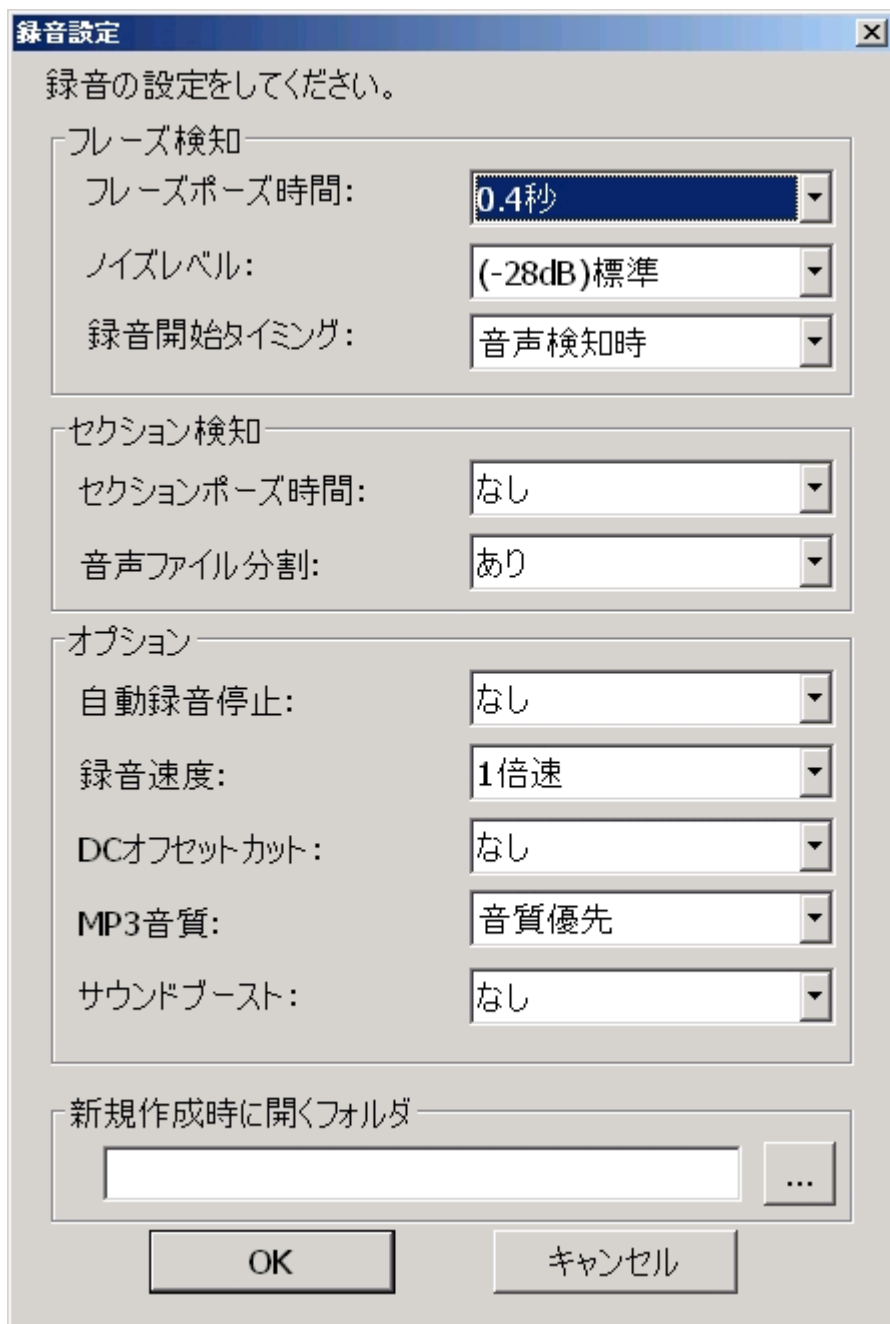 録音設定
録音の設定をしてください。
フレーズ検知
フレーズポーズ時間: 0.4秒
ノイズレベル: (-28dB)標準
録音開始タイミング: 音声検知時
セクション検知
セクションポーズ時間: なし
音声ファイル分割: あり
オプション
自動録音停止: なし
録音速度: 1倍速
DCオフセットカット: なし
MP3音質: 音質優先
サウンドブースト: なし
新規作成時に開くフォルダ
...
OK キャンセル